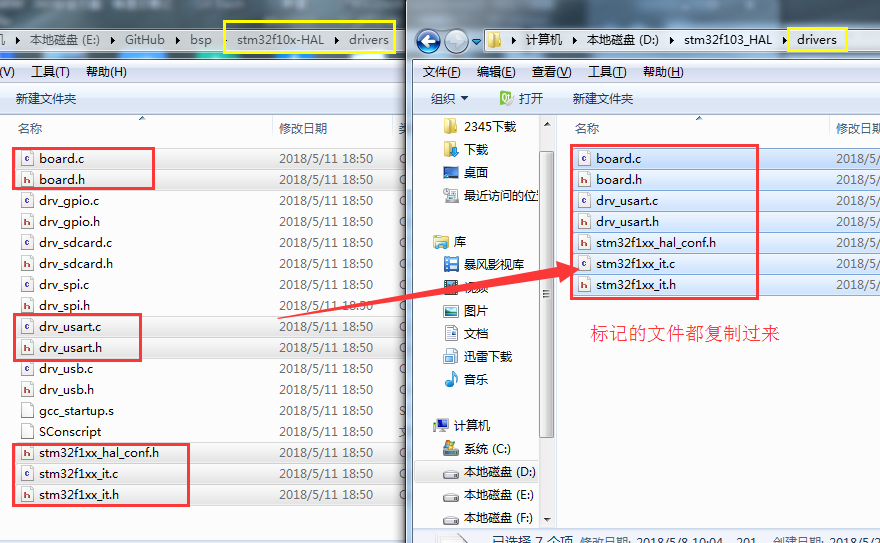 本地磁盘 (E:) GitHub bsp stm32f10x-HAL drivers
(V) 工具(T) 帮助(H)
新建文件夹
名称 修改日期
board.c 2018/5/11 18:50
board.h 2018/5/11 18:50
drv_gpio.c 2018/5/11 18:50
drv_gpio.h 2018/5/11 18:50
drv_sdcard.c 2018/5/11 18:50
drv_sdcard.h 2018/5/11 18:50
drv_spi.c 2018/5/11 18:50
drv_spi.h 2018/5/11 18:50
drv_usart.c 2018/5/11 18:50
drv_usart.h 2018/5/11 18:50
drv_usb.c 2018/5/11 18:50
drv_usb.h 2018/5/11 18:50
gcc_startup.s 2018/5/11 18:50
SConscript 2018/5/11 18:50
stm32f1xx_hal_conf.h 2018/5/11 18:50
stm32f1xx_it.c 2018/5/11 18:50
stm32f1xx_it.h 2018/5/11 18:50
计算机 本地磁盘 (D:) stm32f103_HAL drivers
文件(F) 编辑(E) 查看(V) 工具(T) 帮助(H)
组织 打开 新建文件夹
2345下载
下载
桌面
最近访问的位置
库
暴风影视库
视频
图片
文档
迅雷下载
音乐
计算机
系统 (C:)
本地磁盘 (D:)
本地磁盘 (E:)
本地磁盘 (F:)
名称 修改日
board.c 2018/5/
board.h 2018/5/
drv_usart.c 2018/5/
drv_usart.h 2018/5/
stm32f1xx_hal_conf.h 2018/5/
stm32f1xx_it.c 2018/5/
stm32f1xx_it.h 2018/5/
标记的文件都复制过来
已选择 7 个项 修改日期: 2018/5/8 10:04 - 201 创建日期: 2018/5/2